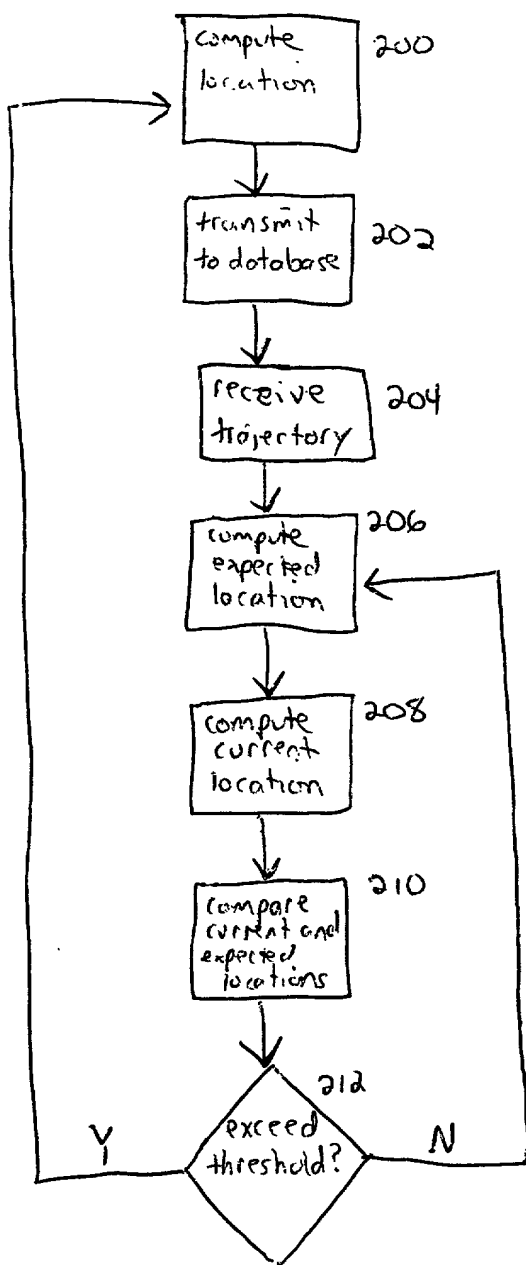 compute
location
200
transmit
to database
202
receive
trajectory
204
compute
expected
location
206
compute
current
location
208
compare
current and
expected
locations
210
exceed
threshold?
212
Y
N